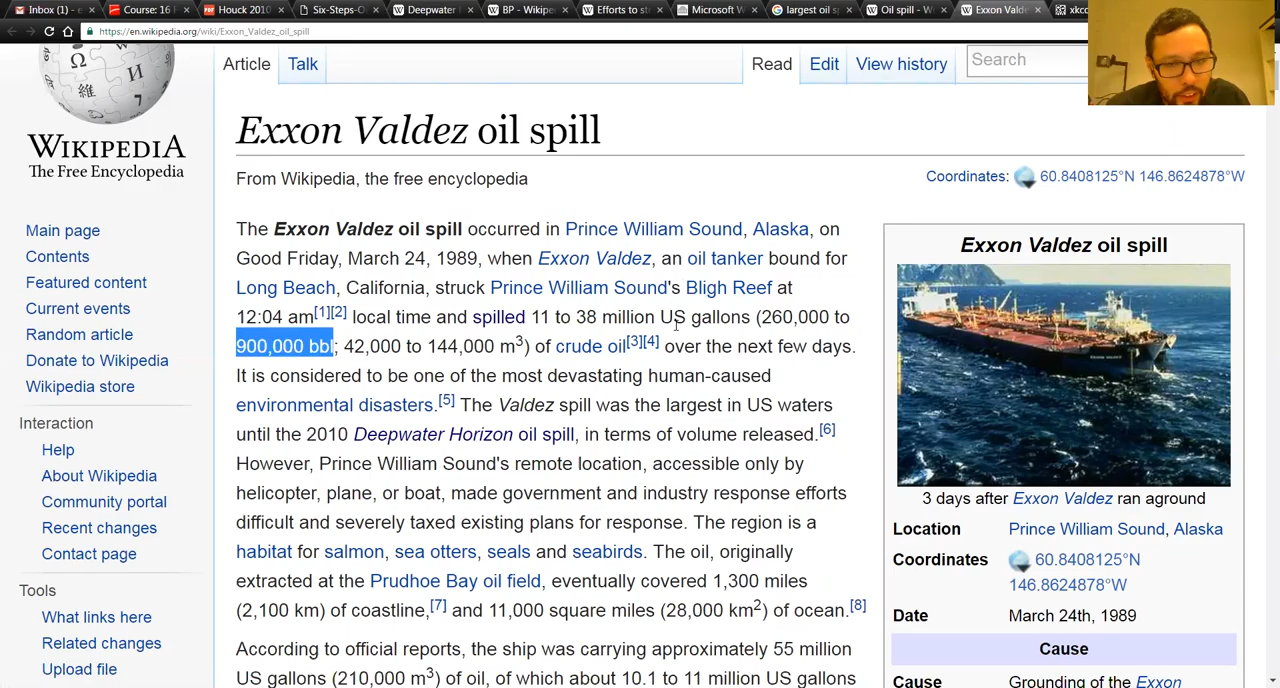 Inbox (1) -
Course: 16 F
Houck 2010
Six-Steps-O
Deepwater
BP - Wikipe
Efforts to st
Microsoft W
largest oil sp
Oil spill - W
Exxon Vald
xkcd
https://en.wikipedia.org/wiki/Exxon_Valdez_oil_spill
Article Talk Read Edit View history Search
WIKIPEDIA
The Free Encyclopedia
Main page
Contents
Featured content
Current events
Random article
Donate to Wikipedia
Wikipedia store
Interaction
Help
About Wikipedia
Community portal
Recent changes
Contact page
Tools
What links here
Related changes
Upload file
Exxon Valdez oil spill
From Wikipedia, the free encyclopedia
Coordinates: 60.8408125°N 146.8624878°W
The Exxon Valdez oil spill occurred in Prince William Sound, Alaska, on
Good Friday, March 24, 1989, when Exxon Valdez, an oil tanker bound for
Long Beach, California, struck Prince William Sound's Bligh Reef at
12:04 am[1][2] local time and spilled 11 to 38 million US gallons (260,000 to
900,000 bbl; 42,000 to 144,000 m3) of crude oil[3][4] over the next few days.
It is considered to be one of the most devastating human-caused
environmental disasters.[5] The Valdez spill was the largest in US waters
until the 2010 Deepwater Horizon oil spill, in terms of volume released.[6]
However, Prince William Sound's remote location, accessible only by
helicopter, plane, or boat, made government and industry response efforts
difficult and severely taxed existing plans for response. The region is a
habitat for salmon, sea otters, seals and seabirds. The oil, originally
extracted at the Prudhoe Bay oil field, eventually covered 1,300 miles
(2,100 km) of coastline,[7] and 11,000 square miles (28,000 km2) of ocean.[8]
According to official reports, the ship was carrying approximately 55 million
US gallons (210,000 m3) of oil, of which about 10.1 to 11 million US gallons
Exxon Valdez oil spill
3 days after Exxon Valdez ran aground
Location Prince William Sound, Alaska
Coordinates 60.8408125°N
146.8624878°W
Date March 24th, 1989
Cause
Cause Grounding of the Exxon